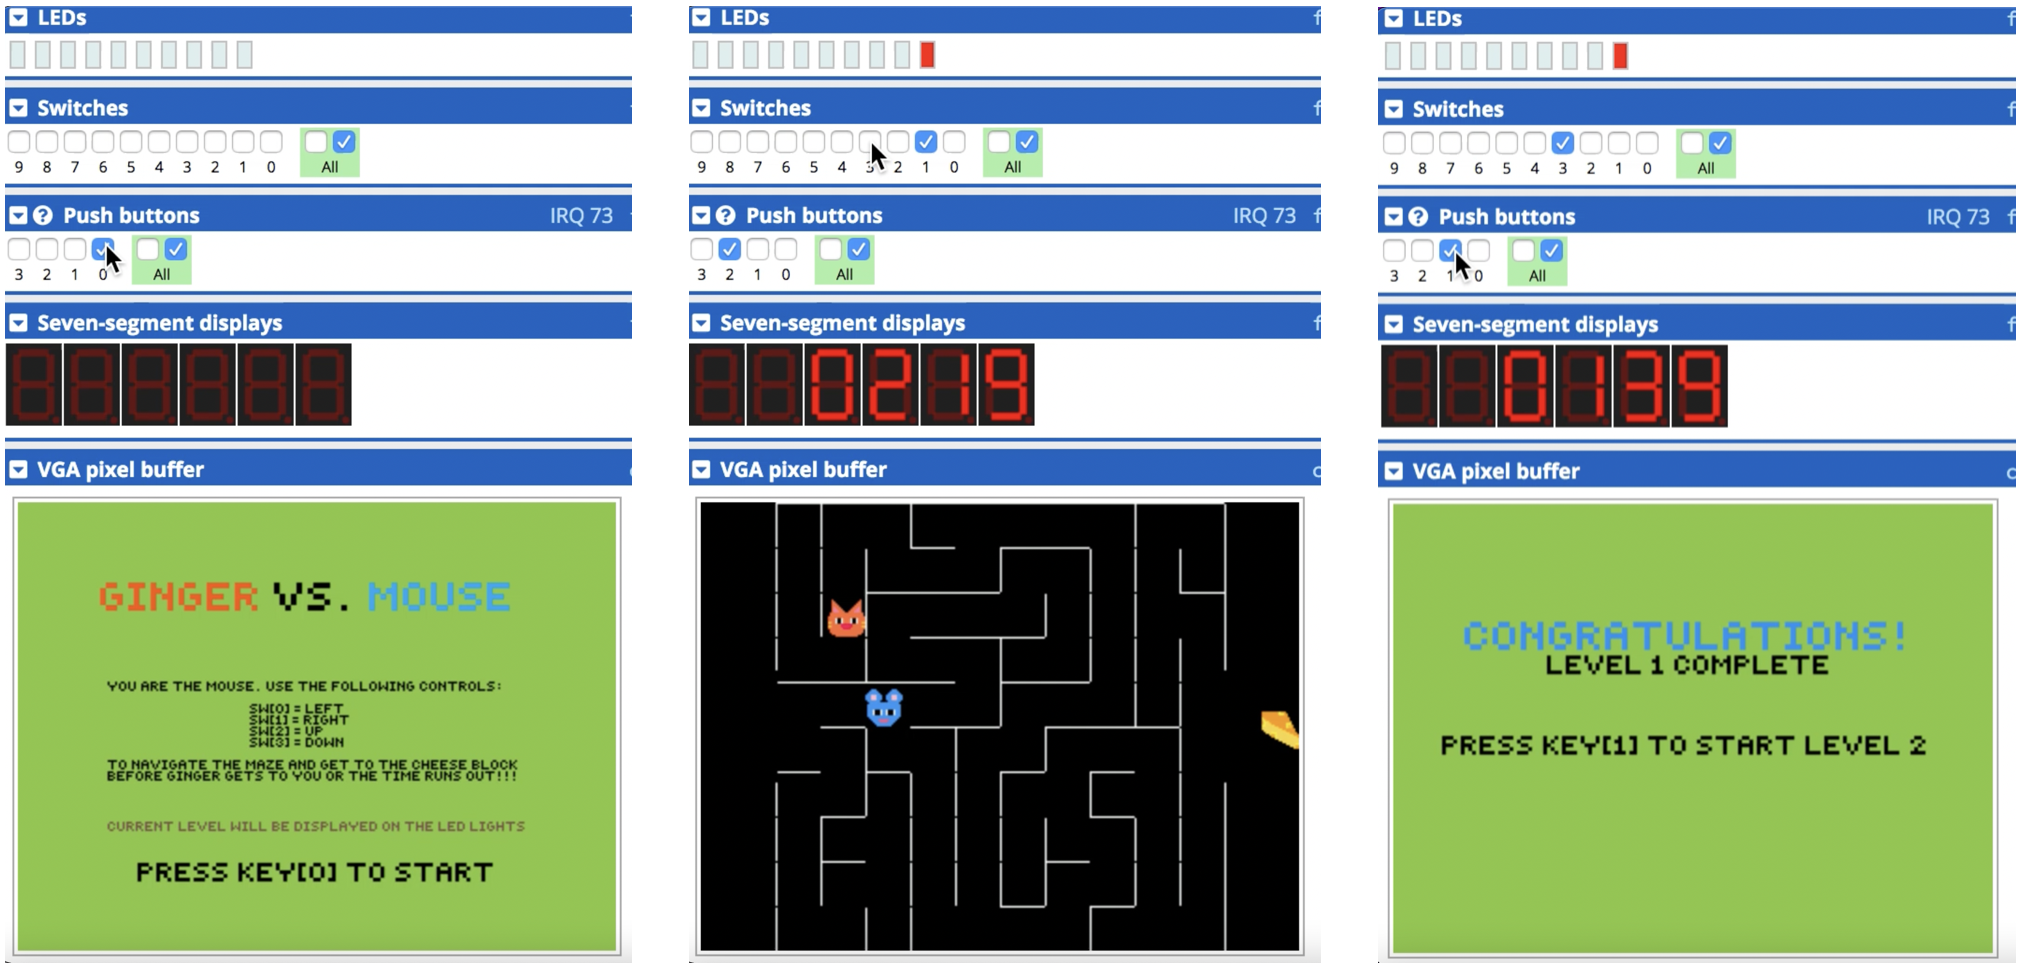 LEDs
Switches
9 8 7 6 5 4 3 2 1 0 All
? Push buttons IRQ 73
3 2 1 0 All
Seven-segment displays
VGA pixel buffer
GINGER VS. MOUSE
YOU ARE THE MOUSE. USE THE FOLLOWING CONTROLS:
SW[0] = LEFT
SW[1] = RIGHT
SW[2] = UP
SW[3] = DOWN
TO NAVIGATE THE MAZE AND GET TO THE CHEESE BLOCK
BEFORE GINGER GETS TO YOU OR THE TIME RUNS OUT!!!
CURRENT LEVEL WILL BE DISPLAYED ON THE LED LIGHTS
PRESS KEY[0] TO START
LEDs
Switches
9 8 7 6 5 4 3 2 1 0 All
? Push buttons IRQ 73
3 2 1 0 All
Seven-segment displays
0219
VGA pixel buffer
LEDs
Switches
9 8 7 6 5 4 3 2 1 0 All
? Push buttons IRQ 73
3 2 1 0 All
Seven-segment displays
0139
VGA pixel buffer
CONGRATULATIONS!
LEVEL 1 COMPLETE
PRESS KEY[1] TO START LEVEL 2